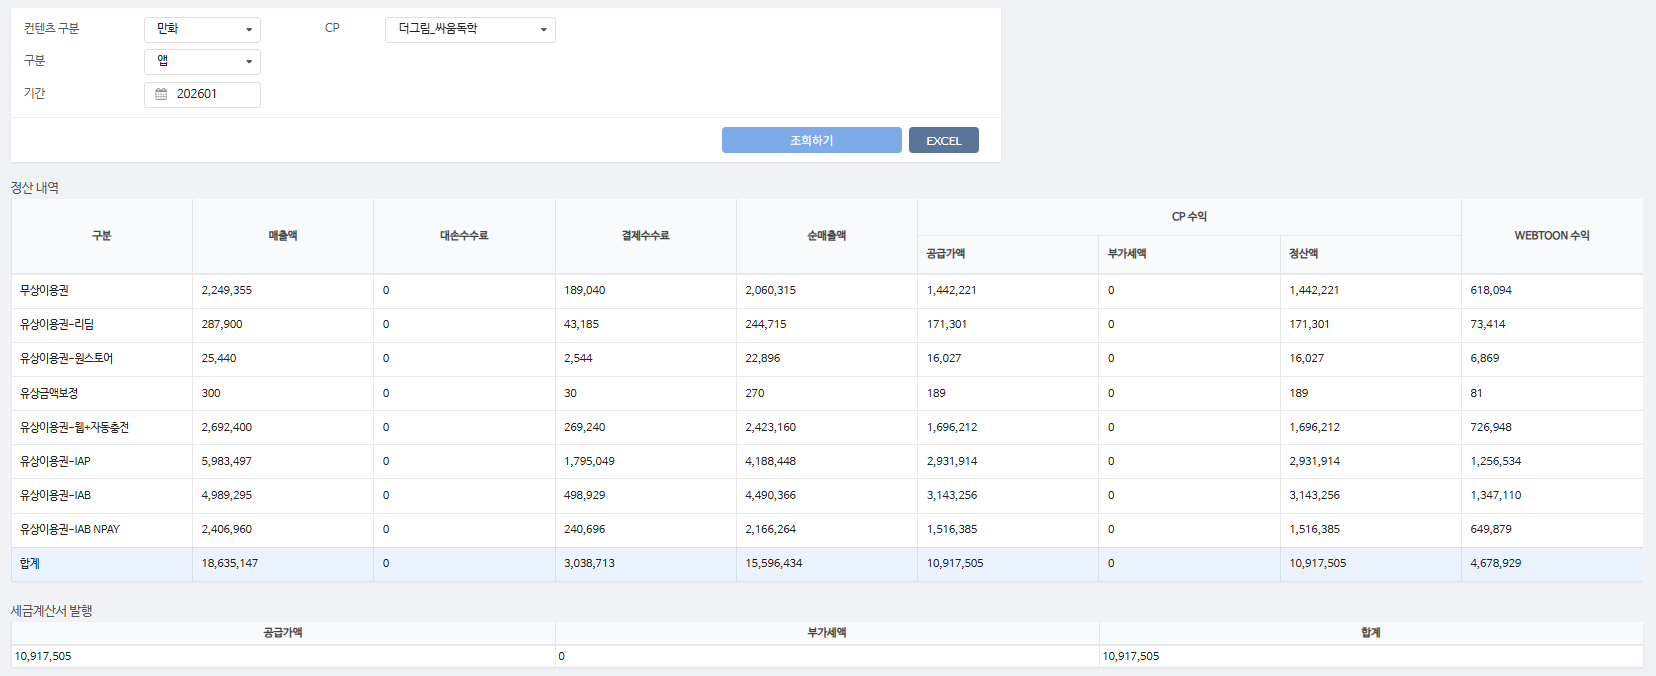 컨텐츠 구분 만화 CP 더그림_싸움독학
구분 앱
기간 202601
조회하기 EXCEL
정산 내역
구분 매출액 대손수수료 결제수수료 순매출액 CP 수익 WEBTOON 수익
공급가액 부가세액 정산액
무상이용권 2,249,355 0 189,040 2,060,315 1,442,221 0 1,442,221 618,094
유상이용권-리딤 287,900 0 43,185 244,715 171,301 0 171,301 73,414
유상이용권-원스토어 25,440 0 2,544 22,896 16,027 0 16,027 6,869
유상금액보정 300 0 30 270 189 0 189 81
유상이용권-웹+자동충전 2,692,400 0 269,240 2,423,160 1,696,212 0 1,696,212 726,948
유상이용권-IAP 5,983,497 0 1,795,049 4,188,448 2,931,914 0 2,931,914 1,256,534
유상이용권-IAB 4,989,295 0 498,929 4,490,366 3,143,256 0 3,143,256 1,347,110
유상이용권-IAB NPAY 2,406,960 0 240,696 2,166,264 1,516,385 0 1,516,385 649,879
합계 18,635,147 0 3,038,713 15,596,434 10,917,505 0 10,917,505 4,678,929
세금계산서 발행
공급가액 부가세액 합계
10,917,505 0 10,917,505